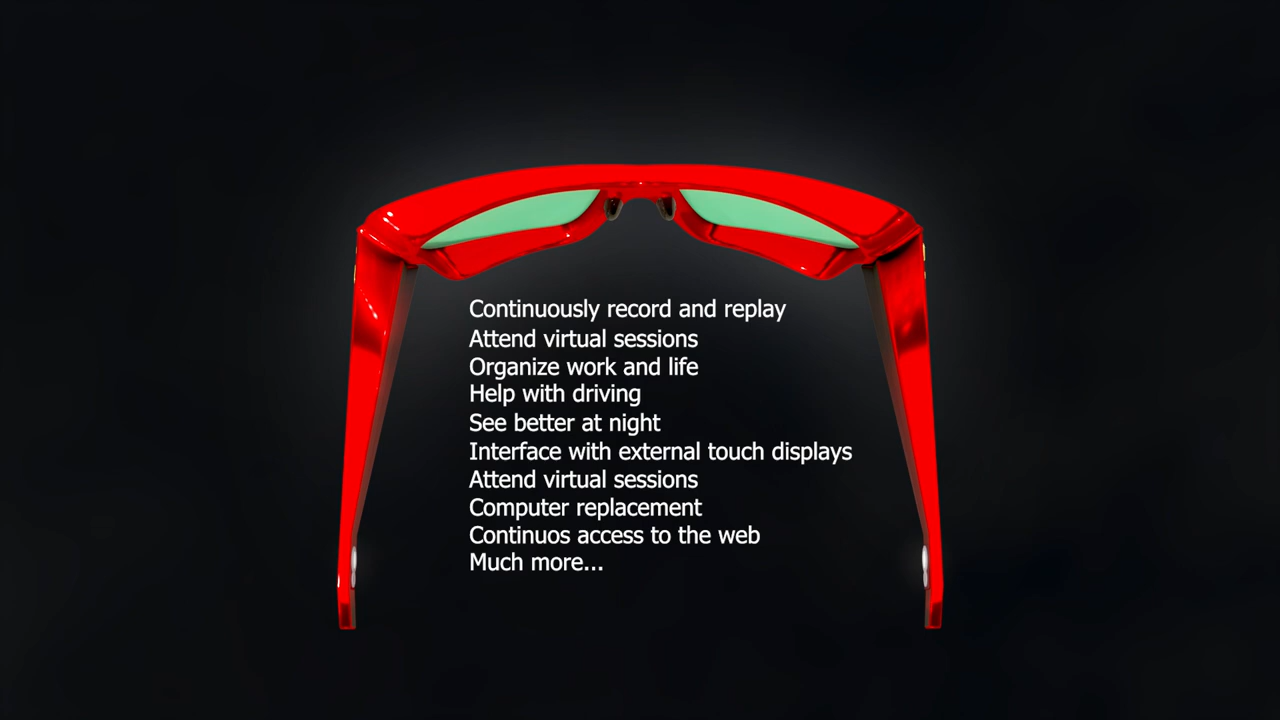 Continuously record and replay
Attend virtual sessions
Organize work and life
Help with driving
See better at night
Interface with external touch displays
Attend virtual sessions
Computer replacement
Continuos access to the web
Much more...